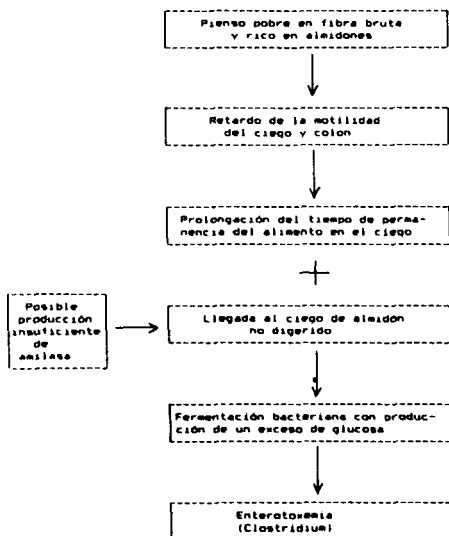 Pienso pobre en fibra bruta
y rico en almidones
Retardo de la motilidad
del ciego y colon
Prolongación del tiempo de perma-
nencia del alimento en el ciego
+
Posible
producción
insuficiente
de
amilasa
Llegada al ciego de almidón
no digerido
Fermentación bacteriana con produc-
ción de un exceso de glucosa
Enterotoxemia
(Clostridium)